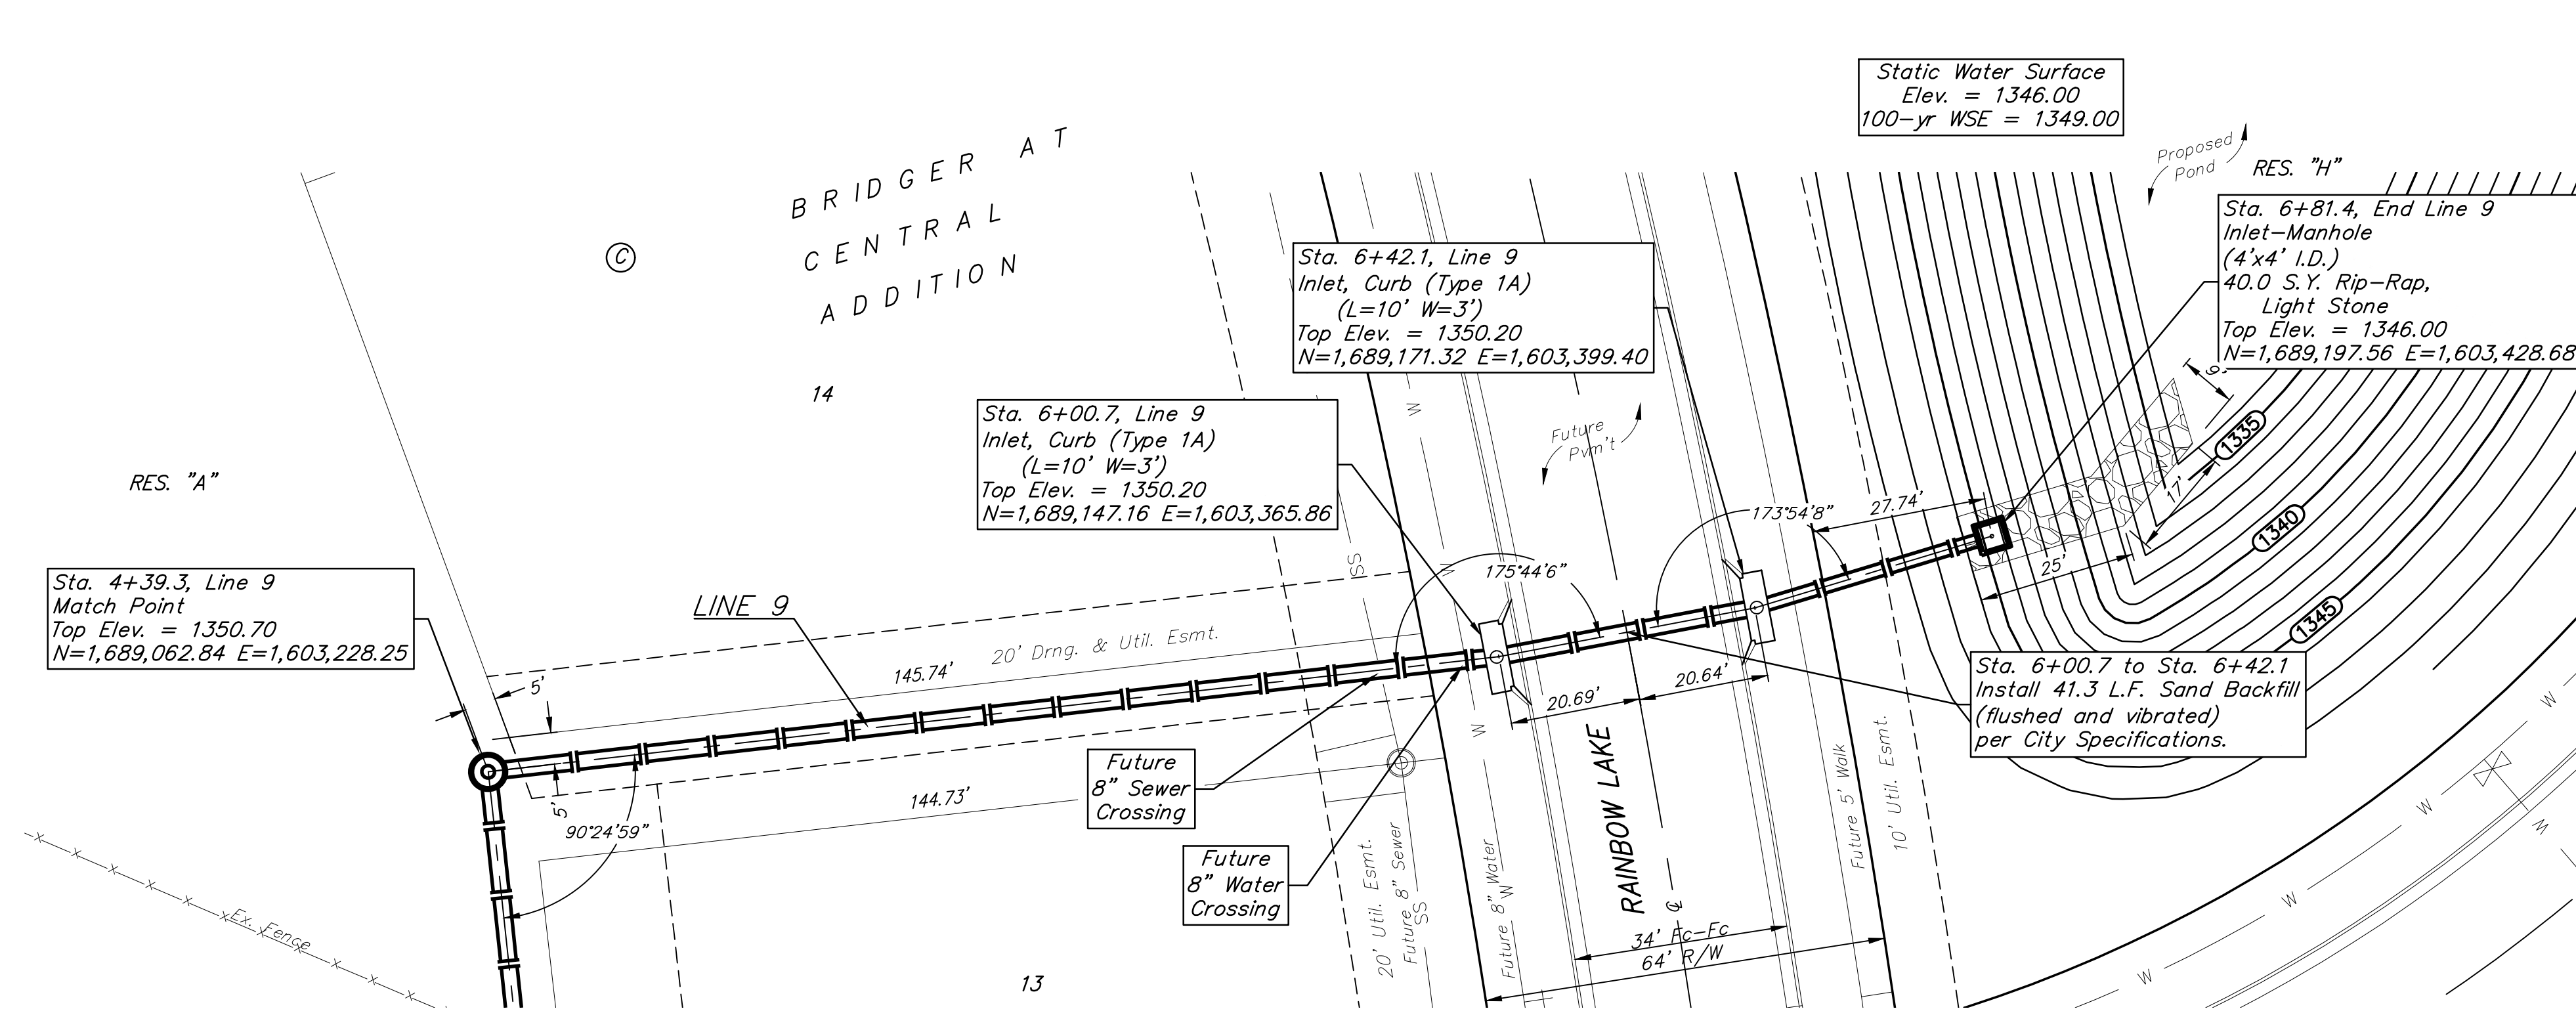 Static Water Surface
Elev. = 1346.00
100-yr WSE = 1349.00
Proposed
Pond
RES. "H"
BRIDGER AT
CENTRAL
ADDITION
C
Sta. 6+81.4, End Line 9
Inlet-Manhole
(4'x4' I.D.)
40.0 S.Y. Rip-Rap,
Light Stone
Top Elev. = 1346.00
N=1,689,197.56 E=1,603,428.68
Sta. 6+42.1, Line 9
Inlet, Curb (Type 1A)
(L=10' W=3')
Top Elev. = 1350.20
N=1,689,171.32 E=1,603,399.40
14
Sta. 6+00.7, Line 9
Inlet, Curb (Type 1A)
(L=10' W=3')
Top Elev. = 1350.20
N=1,689,147.16 E=1,603,365.86
W
Future
Pvm't
9'
1335
17'
1340
25'
1345
RES. "A"
173°54'8"
27.74'
SS
W
175°44'6"
Sta. 4+39.3, Line 9
Match Point
Top Elev. = 1350.70
N=1,689,062.84 E=1,603,228.25
LINE 9
20' Drng. & Util. Esmt.
145.74'
5'
5'
20.69'
20.64'
Sta. 6+00.7 to Sta. 6+42.1
Install 41.3 L.F. Sand Backfill
(flushed and vibrated)
per City Specifications.
W
Future
8" Sewer
Crossing
144.73'
90°24'59"
Future
8" Water
Crossing
RAINBOW LAKE
℄
Future 5' Walk
10' Util. Esmt.
20' Util. Esmt.
Future 8" Sewer
SS
Future 8" Water
W
34' Fc-Fc
64' R/W
Ex. Fence
13
W
W
W
W
W